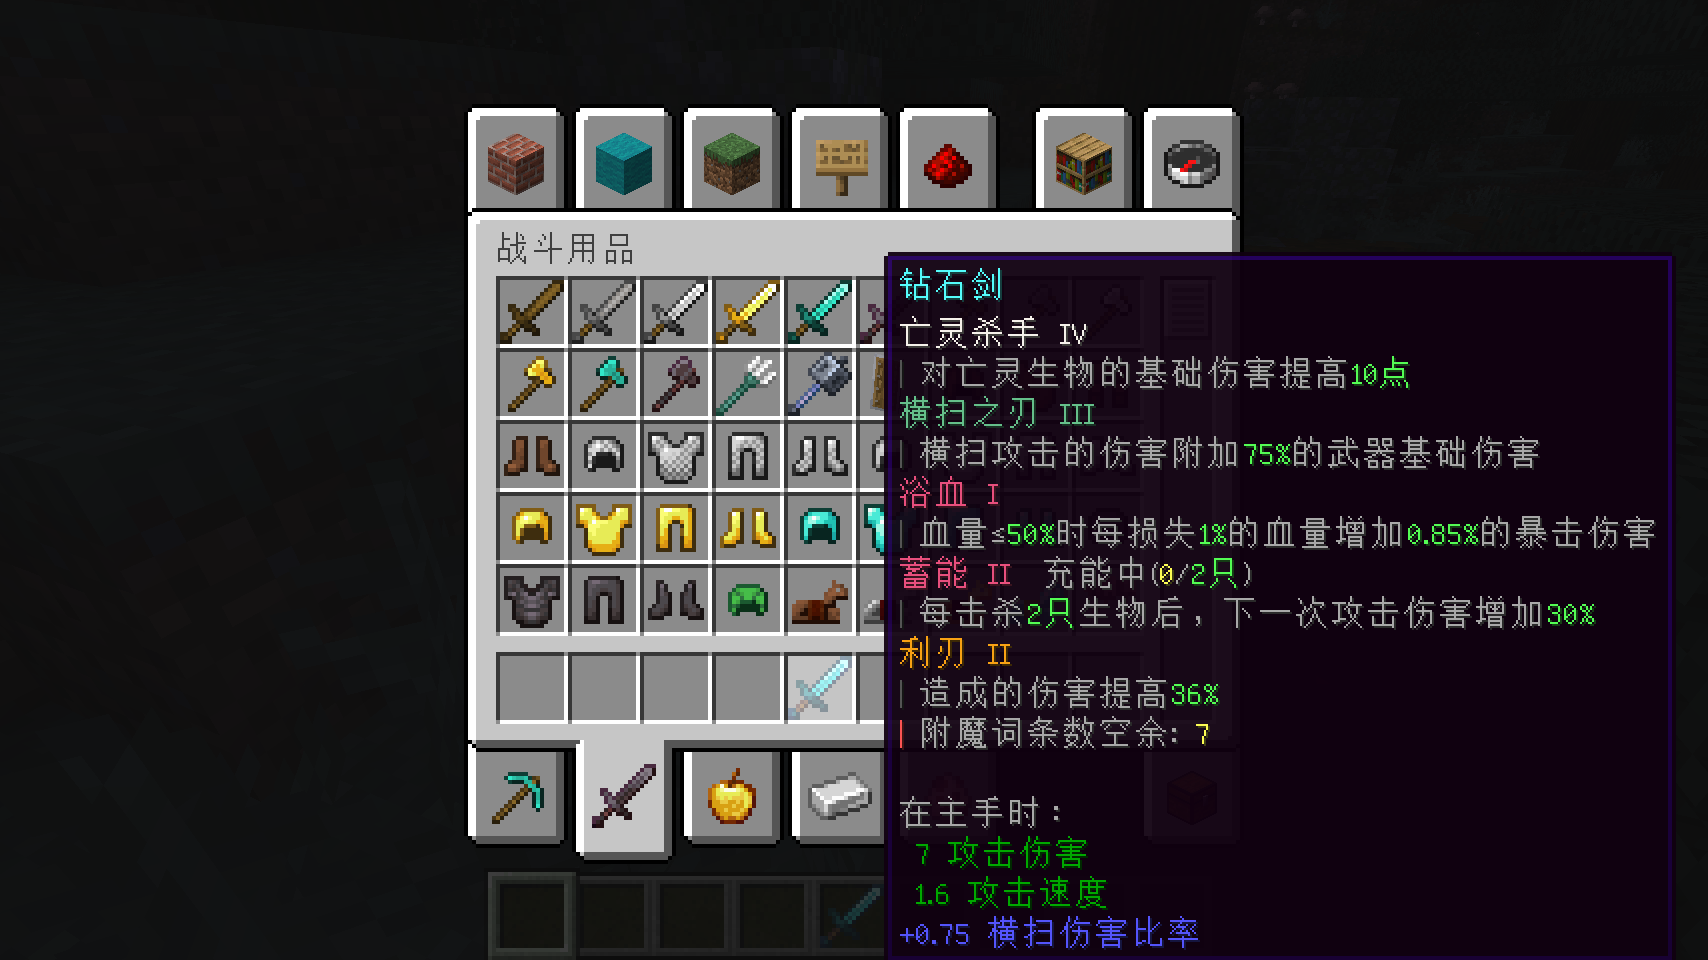 战斗用品
钻石剑
亡灵杀手 IV
| 对亡灵生物的基础伤害提高10点
横扫之刃 III
| 横扫攻击的伤害附加75%的武器基础伤害
浴血 I
| 血量≤50%时每损失1%的血量增加0.85%的暴击伤害
蓄能 II 充能中(0/2只)
| 每击杀2只生物后，下一次攻击伤害增加30%
利刃 II
| 造成的伤害提高36%
| 附魔词条数空余: 7
在主手时：
7 攻击伤害
1.6 攻击速度
+0.75 横扫伤害比率